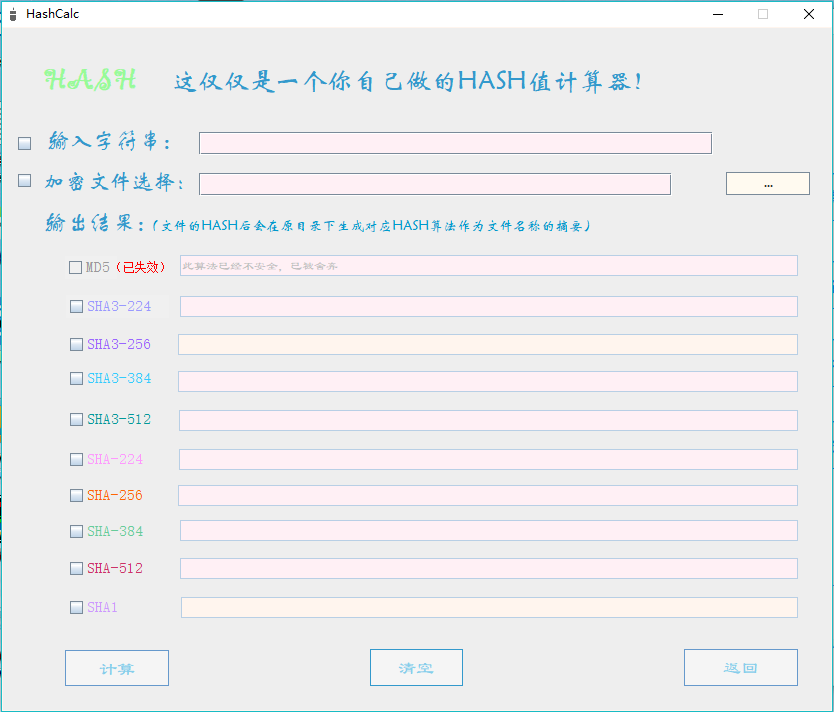 HashCalc
HASH 这仅仅是一个你自己做的HASH值计算器！
输入字符串：
加密文件选择： ...
输出结果：(文件的HASH后会在原目录下生成对应HASH算法作为文件名称的摘要)
MD5（已失效） 此算法已经不安全，已被舍弃
SHA3-224
SHA3-256
SHA3-384
SHA3-512
SHA-224
SHA-256
SHA-384
SHA-512
SHA1
计算 清空 返回